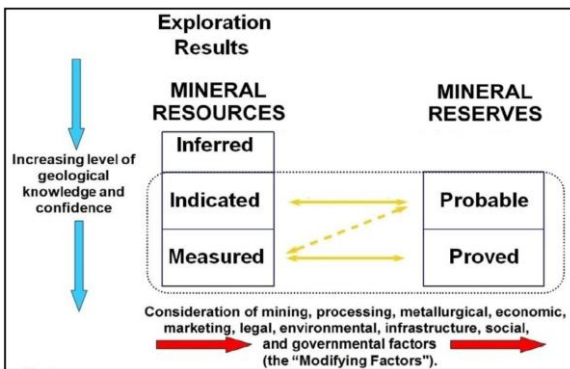 Exploration
Results
MINERAL
RESOURCES
MINERAL
RESERVES
Inferred
Increasing level of
geological
knowledge and
confidence
Indicated
Probable
Measured
Proved
Consideration of mining, processing, metallurgical, economic,
marketing, legal, environmental, infrastructure, social,
and governmental factors
(the "Modifying Factors").